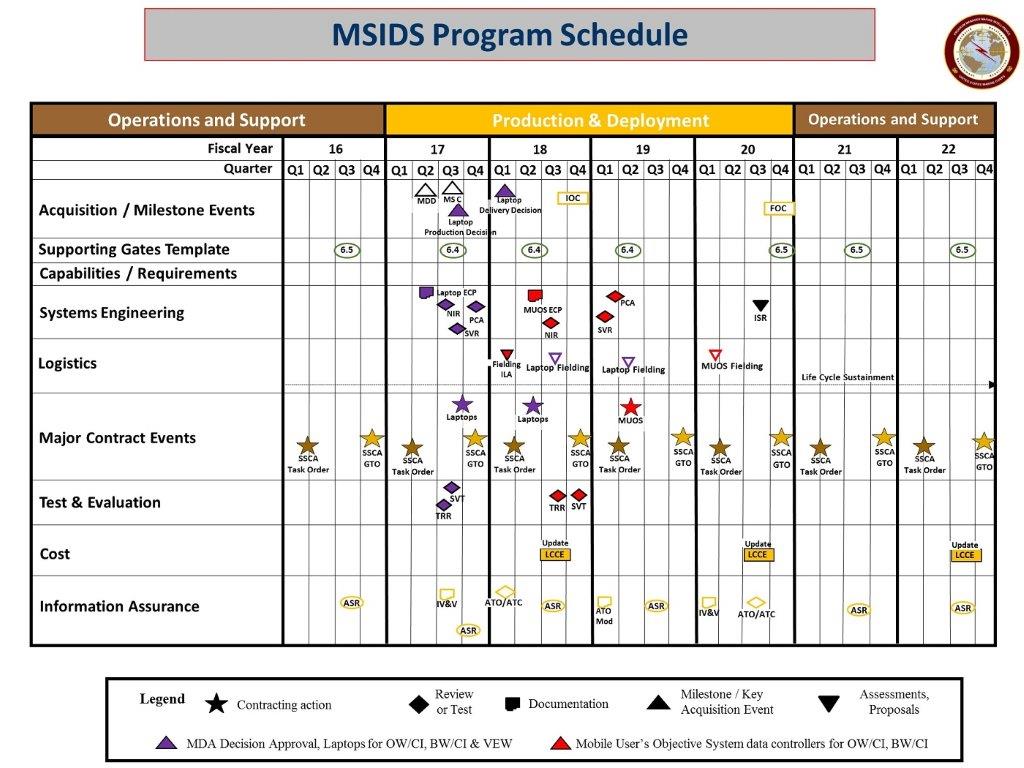 MSIDS Program Schedule
Operations and Support Production & Deployment Operations and Support
Fiscal Year 16 17 18 19 20 21 22
Quarter Q1 Q2 Q3 Q4 Q1 Q2 Q3 Q4 Q1 Q2 Q3 Q4 Q1 Q2 Q3 Q4 Q1 Q2 Q3 Q4 Q1 Q2 Q3 Q4 Q1 Q2 Q3 Q4
Acquisition / Milestone Events
MDD MS C Laptop IOC
Delivery Decision FOC
Laptop
Production Decision
Supporting Gates Template 6.5 6.4 6.4 6.4 6.5 6.5 6.5
Capabilities / Requirements
Systems Engineering
Laptop ECP
NIR PCA SVR
MUOS ECP
NIR
PCA
SVR
ISR
Logistics
Fielding
ILA
Laptop Fielding
Laptop Fielding
MUOS Fielding
Life Cycle Sustainment
Major Contract Events
Laptops Laptops MUOS
SSCA
Task Order
SSCA
GTO
SSCA
Task Order
SSCA
GTO
SSCA
Task Order
SSCA
GTO
SSCA
Task Order
SSCA
GTO
SSCA
Task Order
SSCA
GTO
SSCA
Task Order
SSCA
GTO
SSCA
Task Order
SSCA
GTO
Test & Evaluation
SVT
TRR
TRR SVT
Cost
Update
LCCE
Update
LCCE
Update
LCCE
Information Assurance
ASR
IV&V
ASR
ATO/ATC
ASR
ATO
Mod
ASR
IV&V
ATO/ATC
ASR
ASR
Legend
Contracting action
Review
or Test
Documentation
Milestone / Key
Acquisition Event
Assessments,
Proposals
MDA Decision Approval, Laptops for OW/CI, BW/CI & VEW
Mobile User's Objective System data controllers for OW/CI, BW/CI